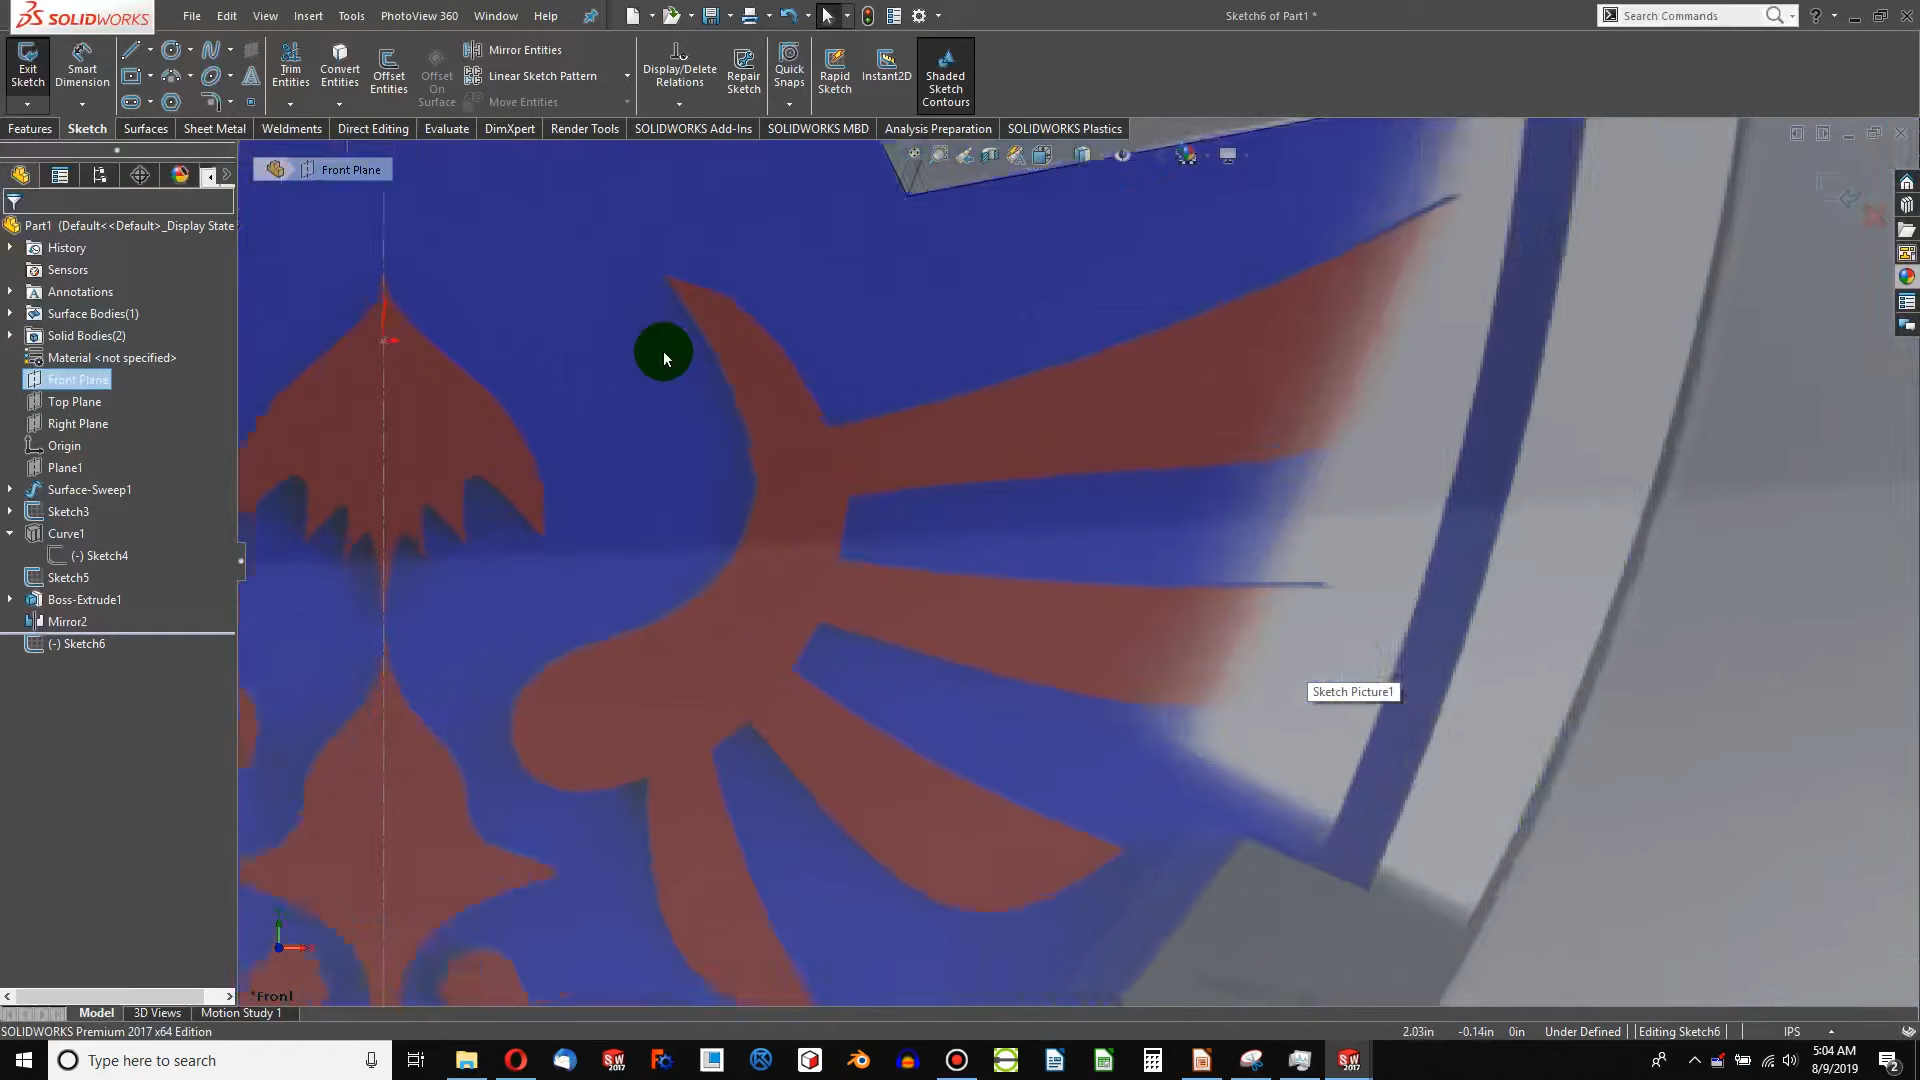 SOLIDWORKS File Edit View Insert Tools PhotoView 360 Window Help Sketch6 of Part1 * Search Commands
Exit Sketch
Smart Dimension
Trim Entities
Convert Entities
Offset Entities
Offset On Surface
Mirror Entities
Linear Sketch Pattern
Move Entities
Display/Delete Relations
Repair Sketch
Quick Snaps
Rapid Sketch
Instant2D
Shaded Sketch Contours
Features Sketch Surfaces Sheet Metal Weldments Direct Editing Evaluate DimXpert Render Tools SOLIDWORKS Add-Ins SOLIDWORKS MBD Analysis Preparation SOLIDWORKS Plastics
Front Plane
Part1 (Default<<Default>_Display State
History
Sensors
Annotations
Surface Bodies(1)
Solid Bodies(2)
Material <not specified>
Front Plane
Top Plane
Right Plane
Origin
Plane1
Surface-Sweep1
Sketch3
Curve1
(-) Sketch4
Sketch5
Boss-Extrude1
Mirror2
(-) Sketch6
Sketch Picture1
*Front
Model 3D Views Motion Study 1
SOLIDWORKS Premium 2017 x64 Edition 2.03in -0.14in 0in Under Defined Editing Sketch6 IPS
Type here to search
5:04 AM
8/9/2019